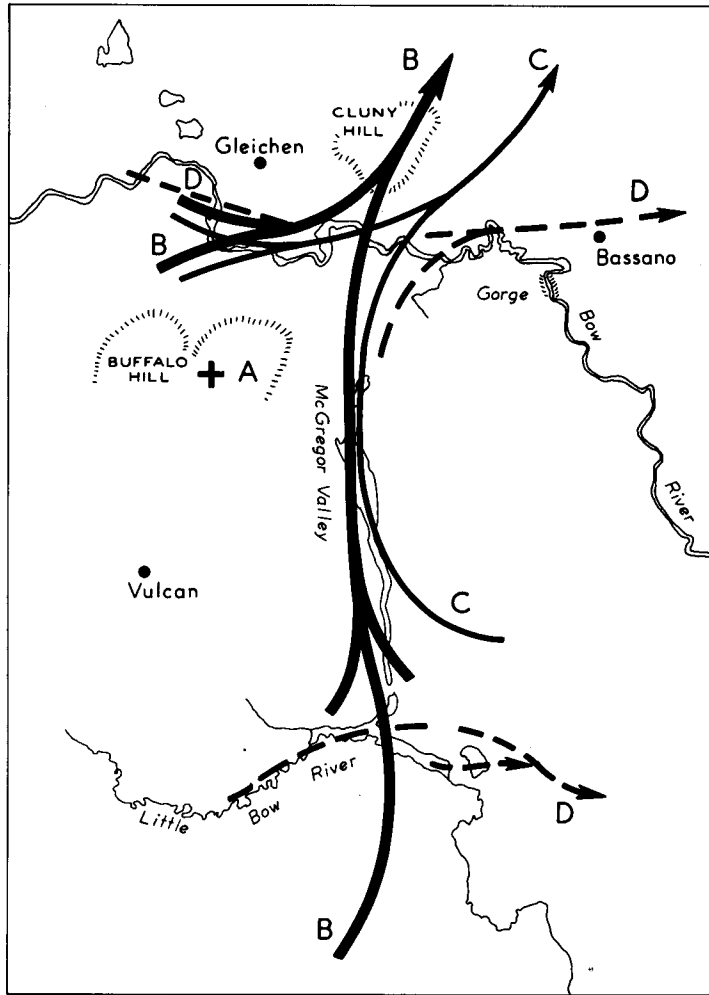 B
C
CLUNY
HILL
Gleichen
D
D
B
Bassano
Gorge
Bow
River
BUFFALO
HILL
A
McGregor Valley
Vulcan
C
Little Bow River
D
B